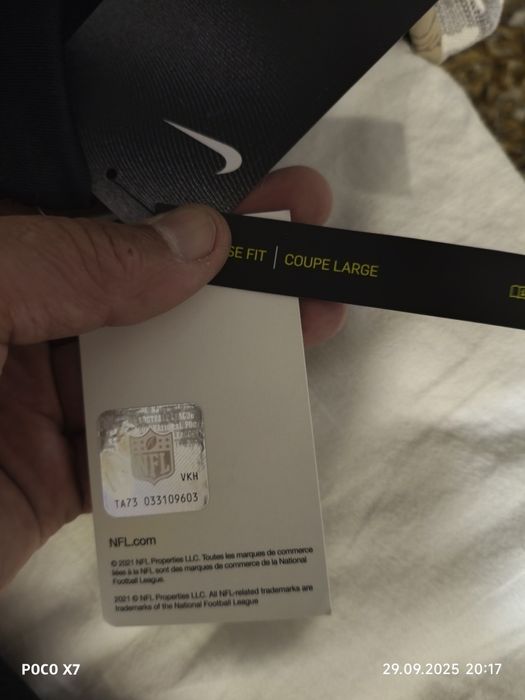 SE FIT | COUPE LARGE
NFL
VKH
TA73 033109603
NFL.com
© 2021 NFL Properties LLC. Toutes les marques de commerce
liées à la NFL sont des marques de commerce de la National
Football League.
2021 © NFL Properties LLC. All NFL-related trademarks are
trademarks of the National Football League
POCO X7
29.09.2025 20:17